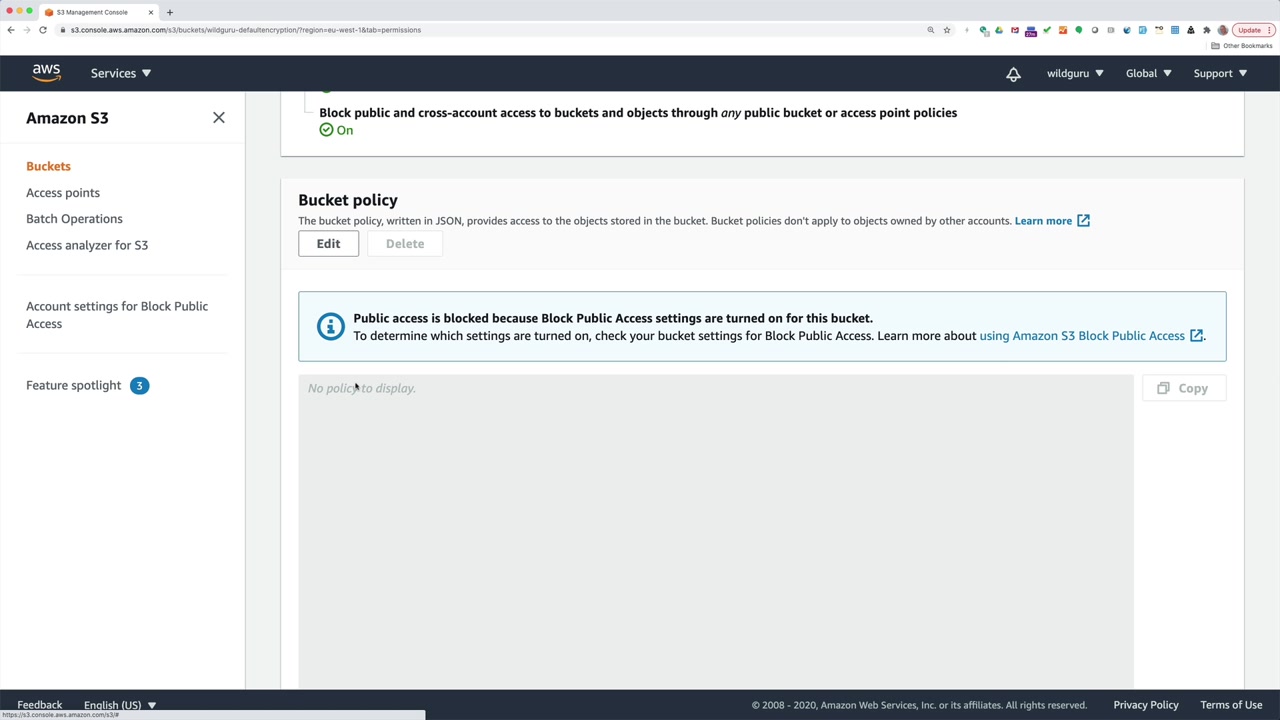 S3 Management Console
s3.console.aws.amazon.com/s3/buckets/wildguru-defaultencryption/?region=eu-west-1&tab=permissions
Update
Other Bookmarks
aws
Services
wildguru
Global
Support
Amazon S3
Buckets
Access points
Batch Operations
Access analyzer for S3
Account settings for Block Public
Access
Feature spotlight 3
Block public and cross-account access to buckets and objects through any public bucket or access point policies
On
Bucket policy
The bucket policy, written in JSON, provides access to the objects stored in the bucket. Bucket policies don't apply to objects owned by other accounts. Learn more
Edit
Delete
Public access is blocked because Block Public Access settings are turned on for this bucket.
To determine which settings are turned on, check your bucket settings for Block Public Access. Learn more about using Amazon S3 Block Public Access.
No policy to display.
Copy
Feedback
English (US)
© 2008 - 2020, Amazon Web Services, Inc. or its affiliates. All rights reserved.
Privacy Policy
Terms of Use
https://s3.console.aws.amazon.com/s3/#